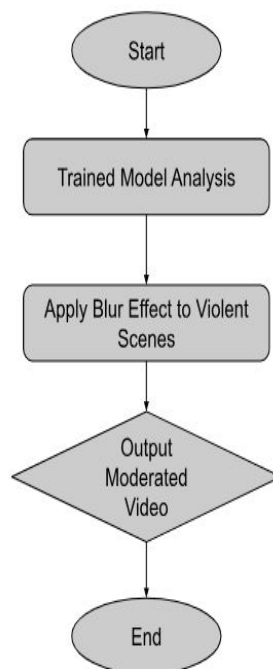 Start
Trained Model Analysis
Apply Blur Effect to Violent
Scenes
Output
Moderated
Video
End